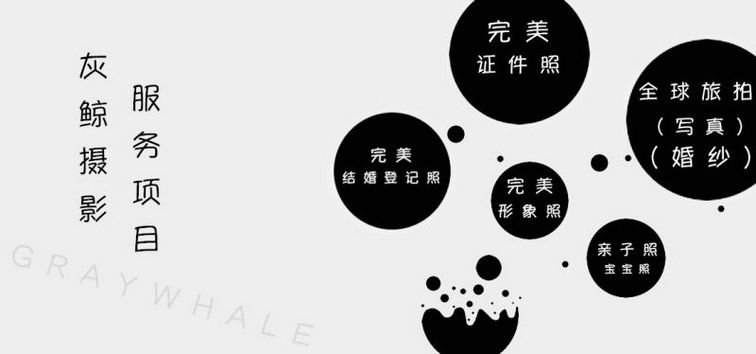 灰鲸摄影
服务项目
GRAYWHALE
完美
证件照
全球旅拍
（写真）
（婚纱）
完美
结婚登记照
完美
形象照
亲子照
宝宝照